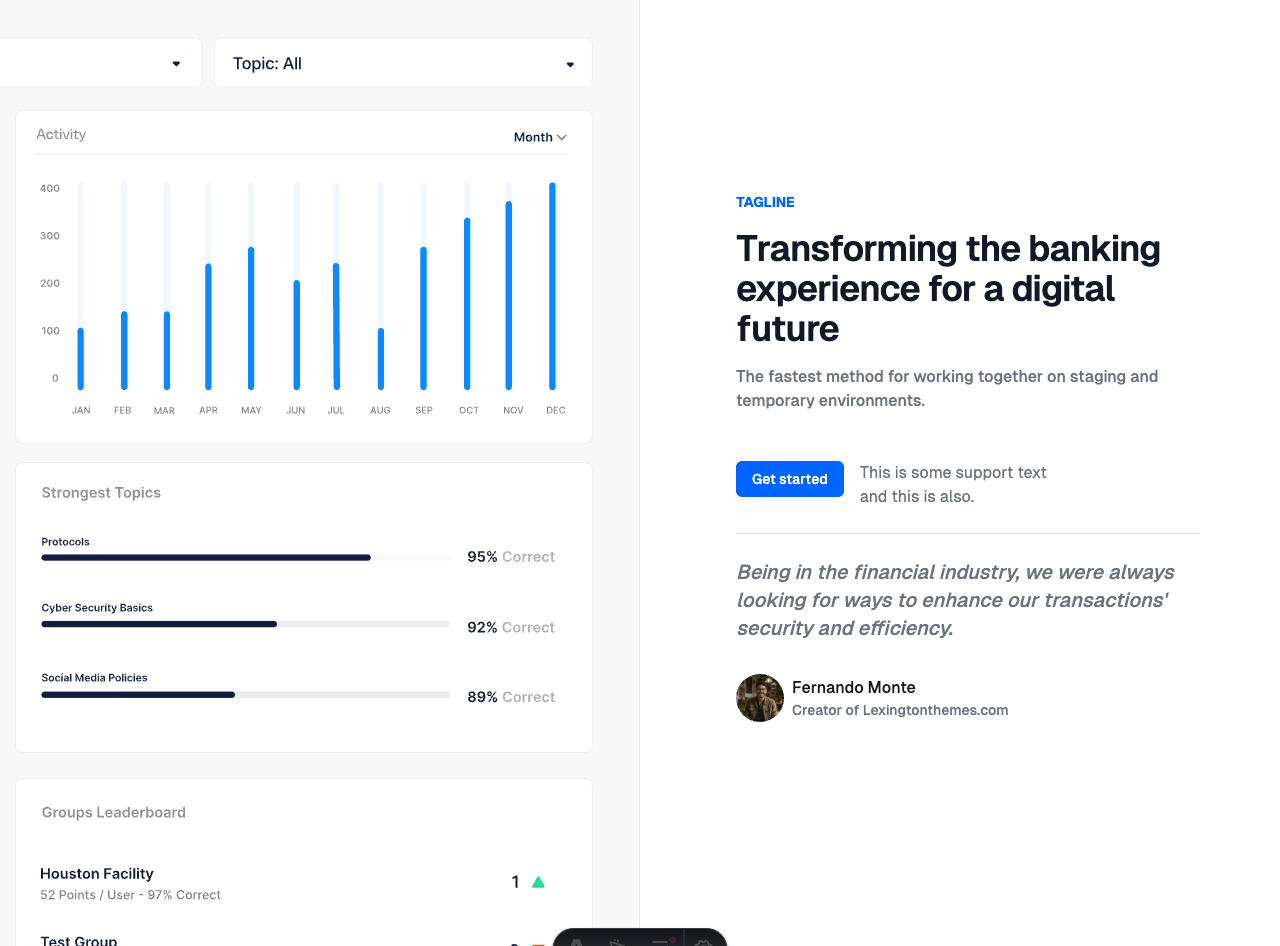 Topic: All
Activity
Month
400
300
200
100
0
JAN FEB MAR APR MAY JUN JUL AUG SEP OCT NOV DEC
Strongest Topics
Protocols
95% Correct
Cyber Security Basics
92% Correct
Social Media Policies
89% Correct
Groups Leaderboard
Houston Facility
1
52 Points / User - 97% Correct
Test Group
TAGLINE
Transforming the banking
experience for a digital
future
The fastest method for working together on staging and
temporary environments.
Get started
This is some support text
and this is also.
Being in the financial industry, we were always
looking for ways to enhance our transactions'
security and efficiency.
Fernando Monte
Creator of Lexingtonthemes.com